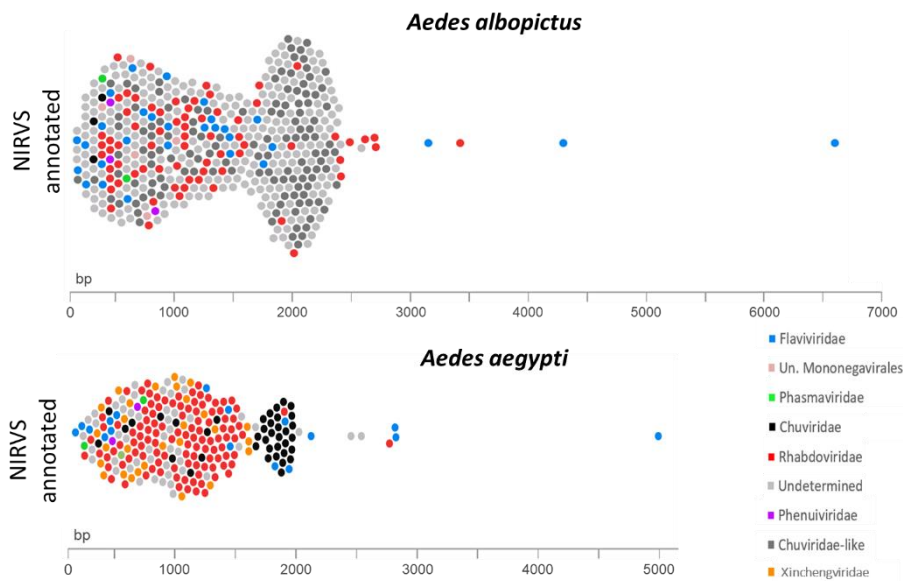 Aedes albopictus
NIRVS
annotated
bp
0 1000 2000 3000 4000 5000 6000 7000
Aedes aegypti
NIRVS
annotated
bp
0 1000 2000 3000 4000 5000
Flaviviridae
Un. Mononegavirales
Phasmaviridae
Chuviridae
Rhabdoviridae
Undetermined
Phenuiviridae
Chuviridae-like
Xinchengviridae